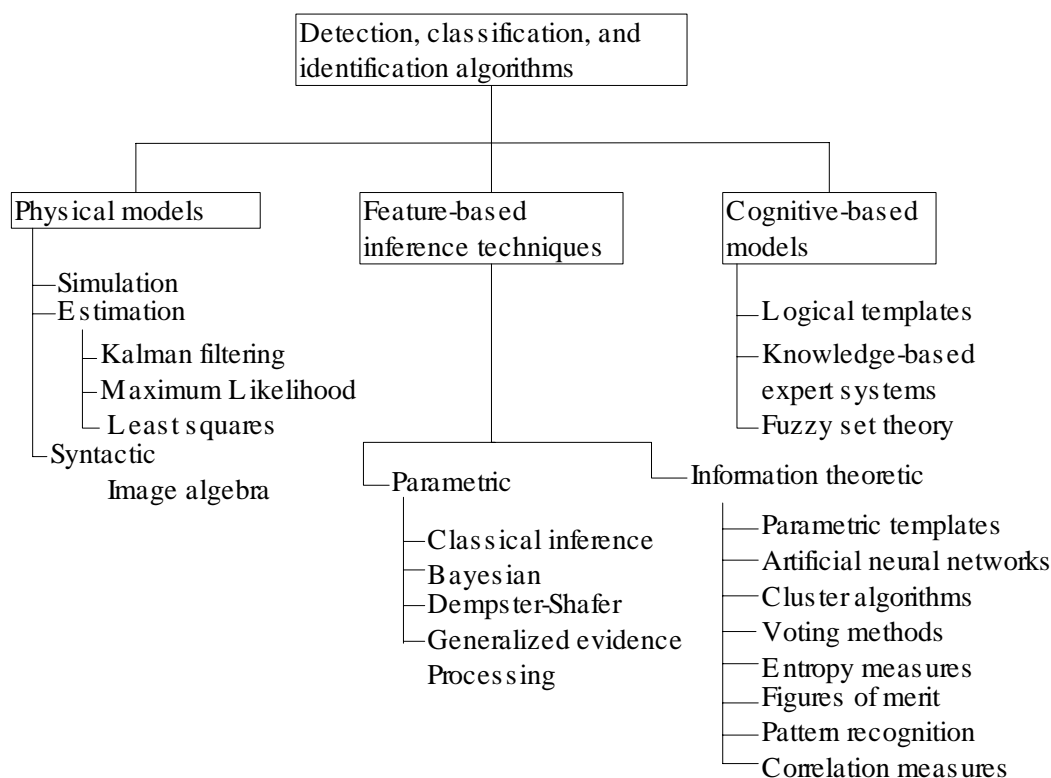 Detection, classification, and
identification algorithms
Physical models
Simulation
Estimation
Kalman filtering
Maximum Likelihood
Least squares
Syntactic
Image algebra
Feature-based
inference techniques
Parametric
Classical inference
Bayesian
Dempster-Shafer
Generalized evidence
Processing
Information theoretic
Parametric templates
Artificial neural networks
Cluster algorithms
Voting methods
Entropy measures
Figures of merit
Pattern recognition
Correlation measures
Cognitive-based
models
Logical templates
Knowledge-based
expert systems
Fuzzy set theory